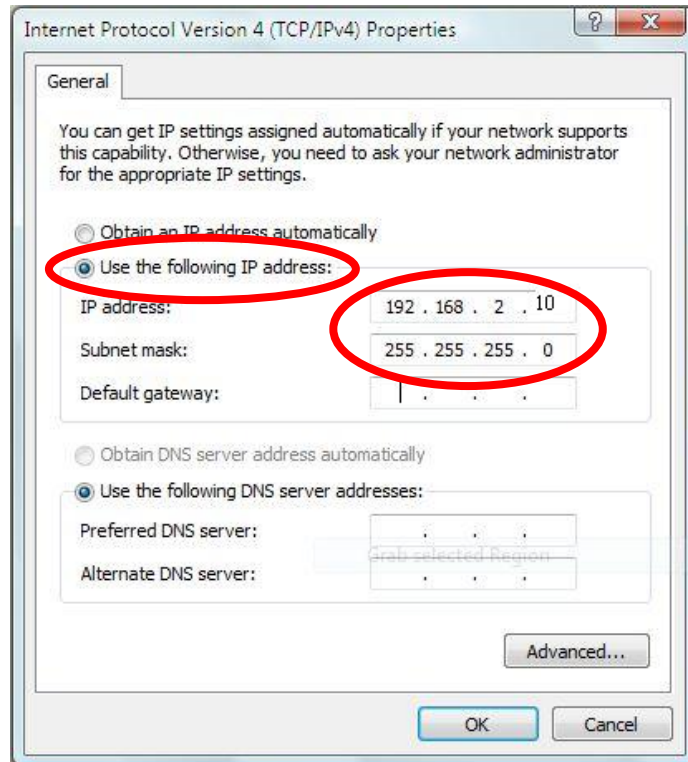 Internet Protocol Version 4 (TCP/IPv4) Properties
?
X
General
You can get IP settings assigned automatically if your network supports
this capability. Otherwise, you need to ask your network administrator
for the appropriate IP settings.
Obtain an IP address automatically
Use the following IP address:
IP address: 192 . 168 . 2 . 10
Subnet mask: 255 . 255 . 255 . 0
Default gateway: . . .
Obtain DNS server address automatically
Use the following DNS server addresses:
Preferred DNS server: . . .
Grab selected Region
Alternate DNS server: . . .
Advanced...
OK Cancel